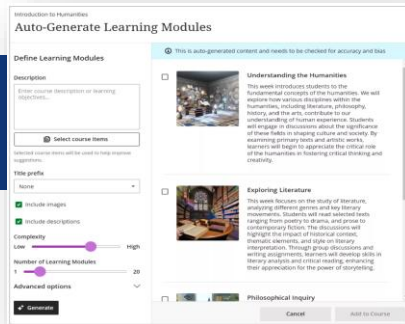 Introduction to Humanities
Auto-Generate Learning Modules
Define Learning Modules
Description
Enter course description or learning
objectives...
Select course items
Selected course items will be used to help improve
suggestions.
Title prefix
None
Include images
Include descriptions
Complexity
Low
High
Number of Learning Modules
1
20
Advanced options
Generate
This is auto-generated content and needs to be checked for accuracy and bias
Understanding the Humanities
This week introduces students to the
fundamental concepts of the humanities. We will
explore how various disciplines within the
humanities, including literature, philosophy,
history, and the arts, contribute to our
understanding of human experience. Students
will engage in discussions about the significance
of these fields in shaping culture and society. By
examining primary texts and artistic works,
learners will begin to appreciate the critical role
of the humanities in fostering critical thinking and
creativity.
Exploring Literature
This week focuses on the study of literature,
analyzing different genres and key literary
movements. Students will read selected texts
ranging from poetry to drama, and prose to
contemporary fiction. The discussions will
highlight the impact of historical context,
thematic elements, and style on literary
interpretation. Through group discussions and
writing assignments, learners will develop skills in
literary analysis and critical reading, enhancing
their appreciation for the power of storytelling.
Philosophical Inquiry
Cancel
Add to Course